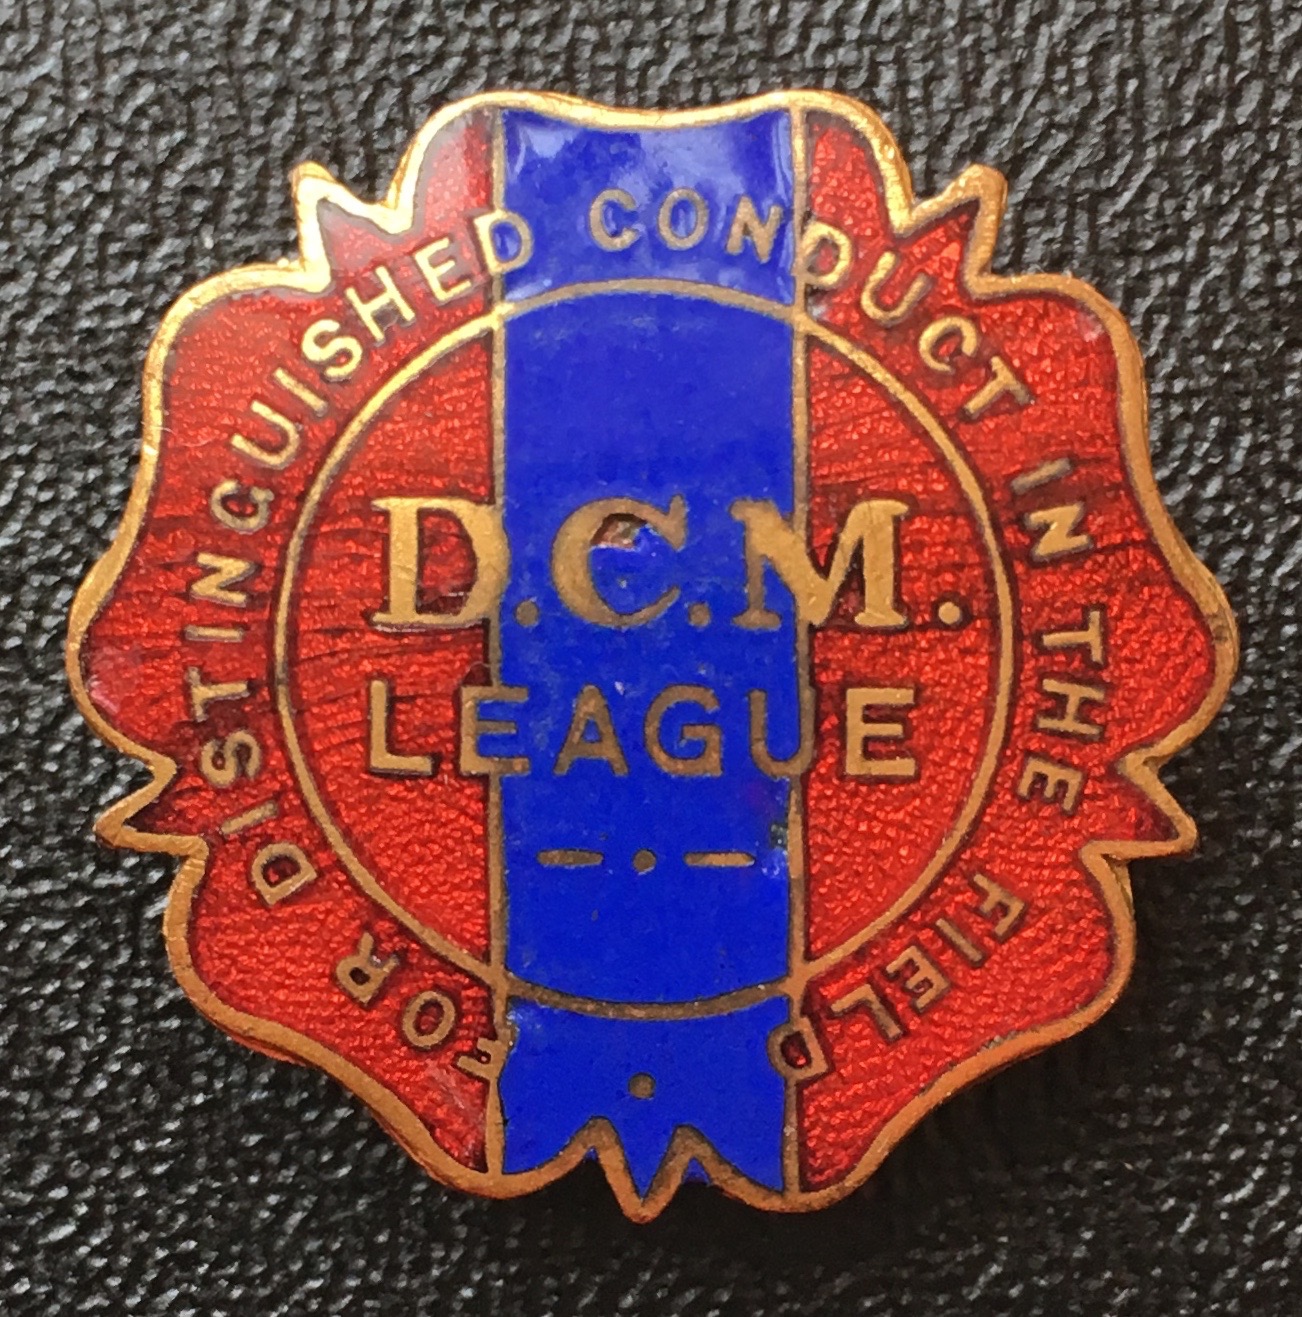 FOR DISTINGUISHED CONDUCT IN THE FIELD
D.C.M.
LEAGUE